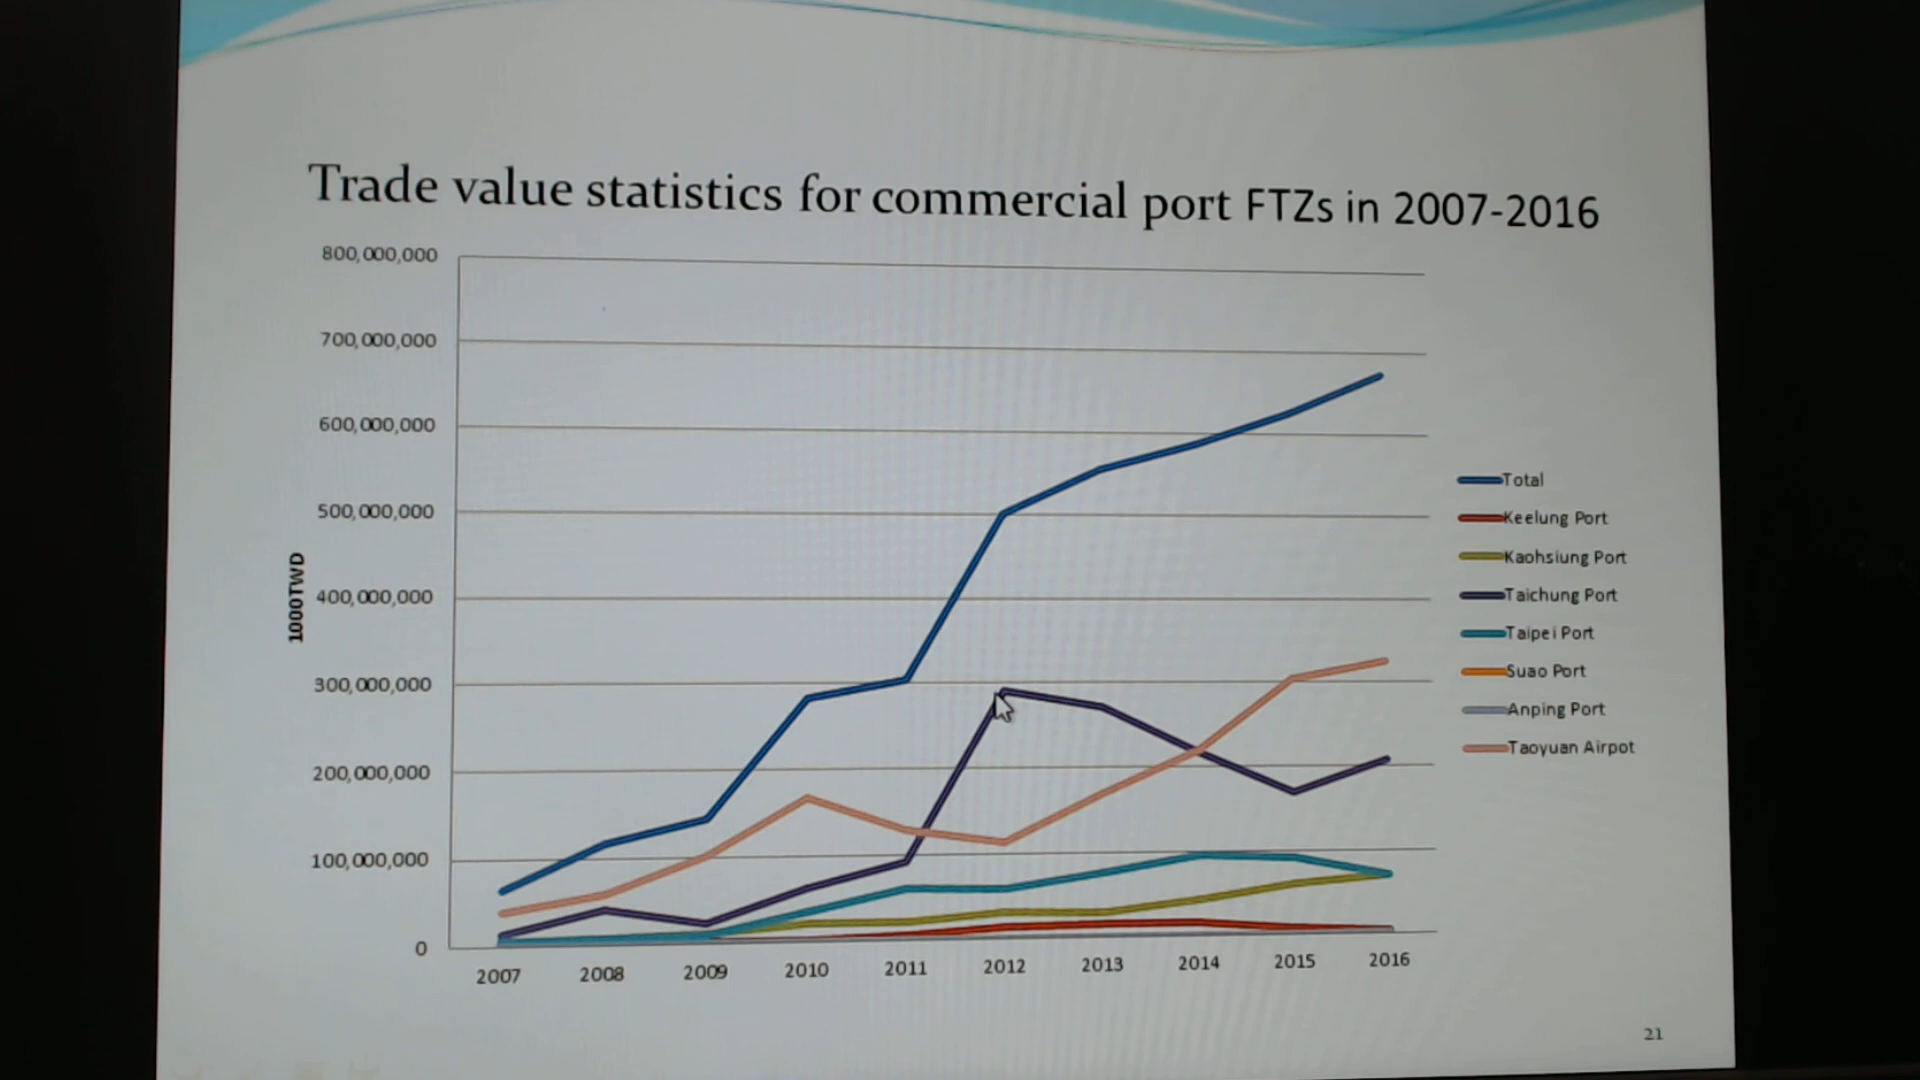 Trade value statistics for commercial port FTZs in 2007-2016
800,000,000
700,000,000
600,000,000
500,000,000
400,000,000
300,000,000
200,000,000
100,000,000
0
1000TWD
2007 2008 2009 2010 2011 2012 2013 2014 2015 2016
Total
Keelung Port
Kaohsiung Port
Taichung Port
Taipei Port
Suao Port
Anping Port
Taoyuan Airpot
21